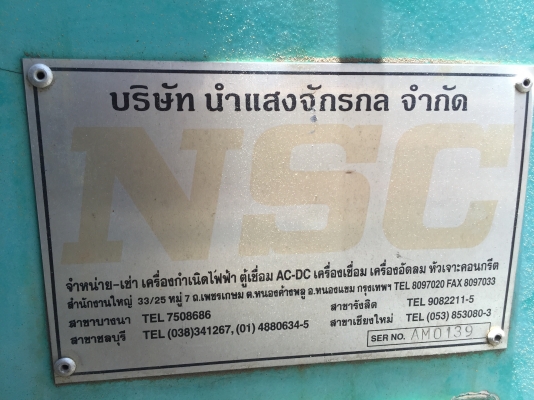 บริษัท นำแสงจักรกล จำกัด
NSC
จำหน่าย-เช่า เครื่องกำเนิดไฟฟ้า ตู้เชื่อม AC-DC เครื่องเชื่อม เครื่องอัดลม หัวเจาะคอนกรีต
สำนักงานใหญ่ 33/25 หมู่ 7 ถ.เพชรเกษม ต.หนองค้างพลู อ.หนองแขม กรุงเทพฯ TEL 8097020 FAX 8097033
สาขาบางนา TEL 7508686 สาขารังสิต TEL 9082211-5
สาขาชลบุรี TEL (038)341267, (01) 4880634-5 สาขาเชียงใหม่ TEL (053) 853080-3
SER NO. AM0139